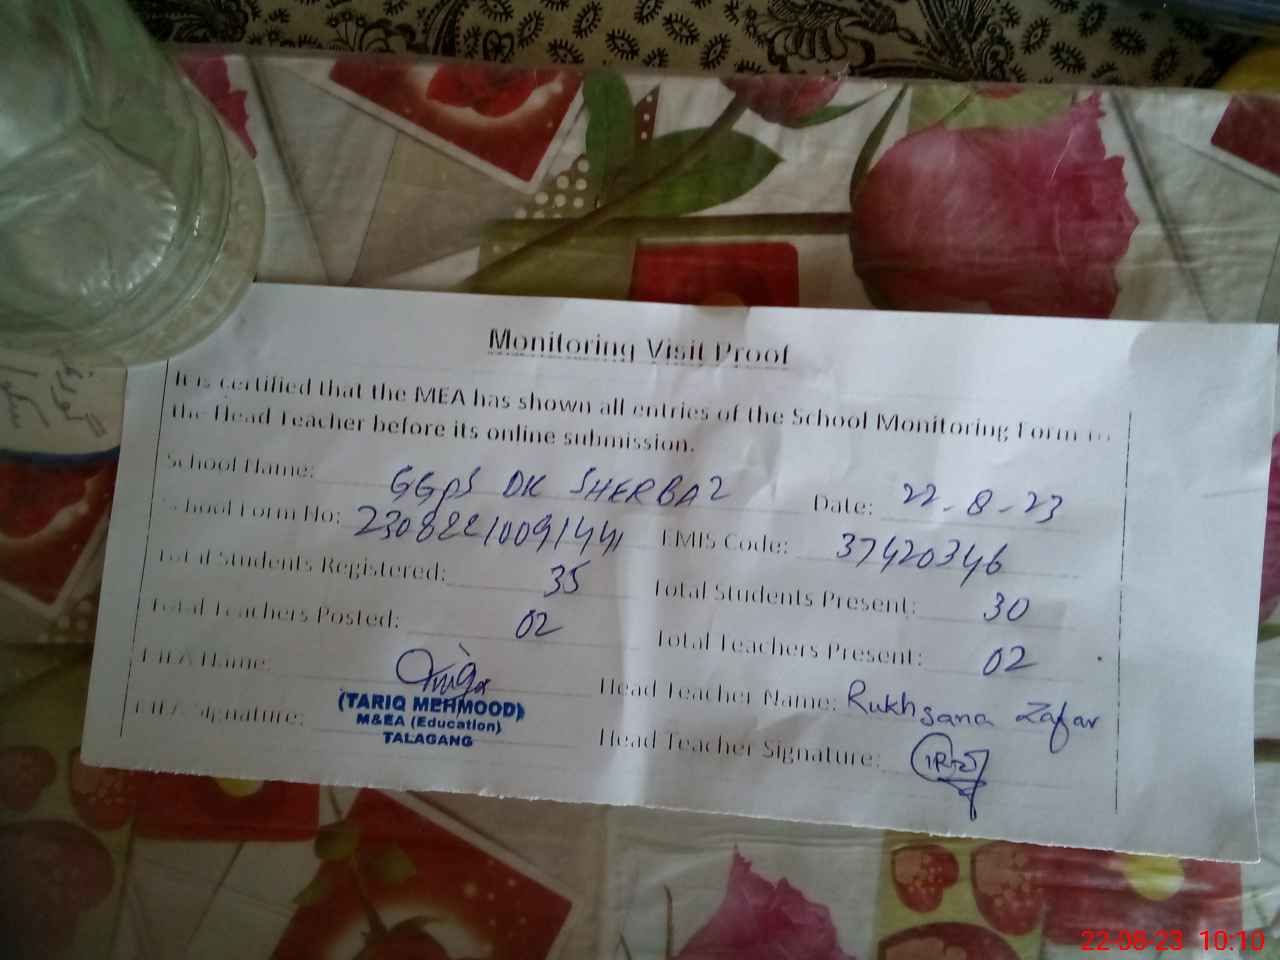 Monitoring Visit Proof
It is certified that the MEA has shown all entries of the School Monitoring Form to
the Head Teacher before its online submission.
School Name: GGPS DK SHERBAZ Date: 22-8-23
School Form No: EMIS Code: 37420346
Total Students Registered: 35 Total Students Present: 30
Total Teachers Posted: 02 Total Teachers Present: 02
MEA Name: Tariq Head Teacher Name: Rukhsana Zafar
(TARIQ MEHMOOD)
M&EA (Education)
TALAGANG
MEA Signature: Head Teacher Signature:
22-08-23 10:10